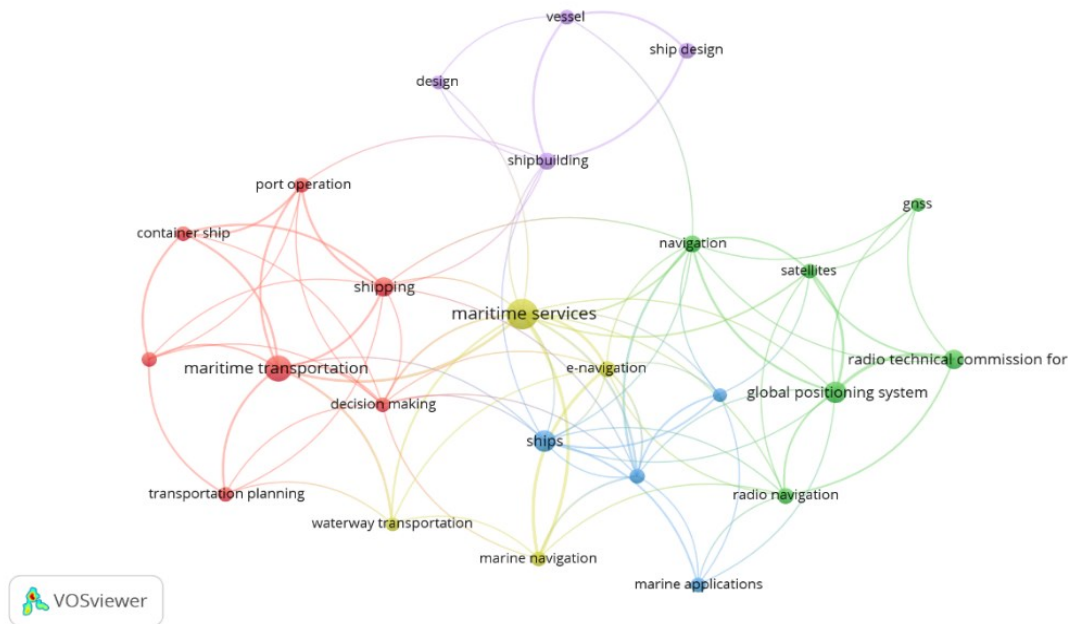 vessel
ship design
design
shipbuilding
port operation
gnss
container ship
navigation
satellites
shipping
maritime services
radio technical commission for
maritime transportation
e-navigation
global positioning system
decision making
ships
transportation planning
radio navigation
waterway transportation
marine navigation
marine applications
VOSviewer